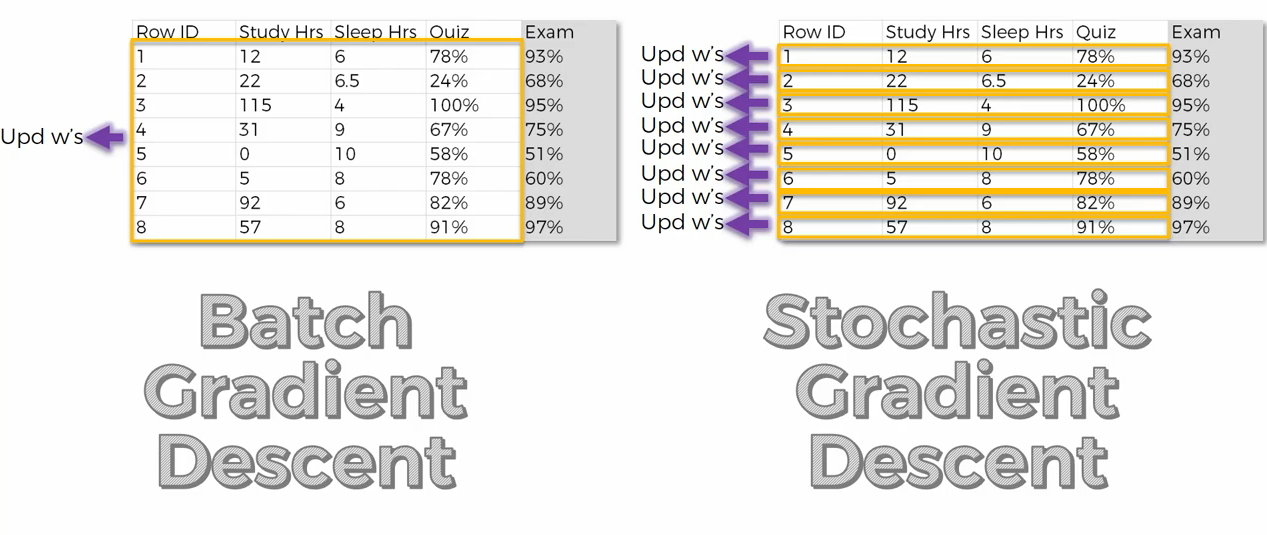 Row ID Study Hrs Sleep Hrs Quiz Exam
1 12 6 78% 93%
2 22 6.5 24% 68%
3 115 4 100% 95%
4 31 9 67% 75%
Upd w's
5 0 10 58% 51%
6 5 8 78% 60%
7 92 6 82% 89%
8 57 8 91% 97%
Batch
Gradient
Descent
Row ID Study Hrs Sleep Hrs Quiz Exam
Upd w's 1 12 6 78% 93%
Upd w's 2 22 6.5 24% 68%
Upd w's 3 115 4 100% 95%
Upd w's 4 31 9 67% 75%
Upd w's 5 0 10 58% 51%
Upd w's 6 5 8 78% 60%
Upd w's 7 92 6 82% 89%
Upd w's 8 57 8 91% 97%
Stochastic
Gradient
Descent